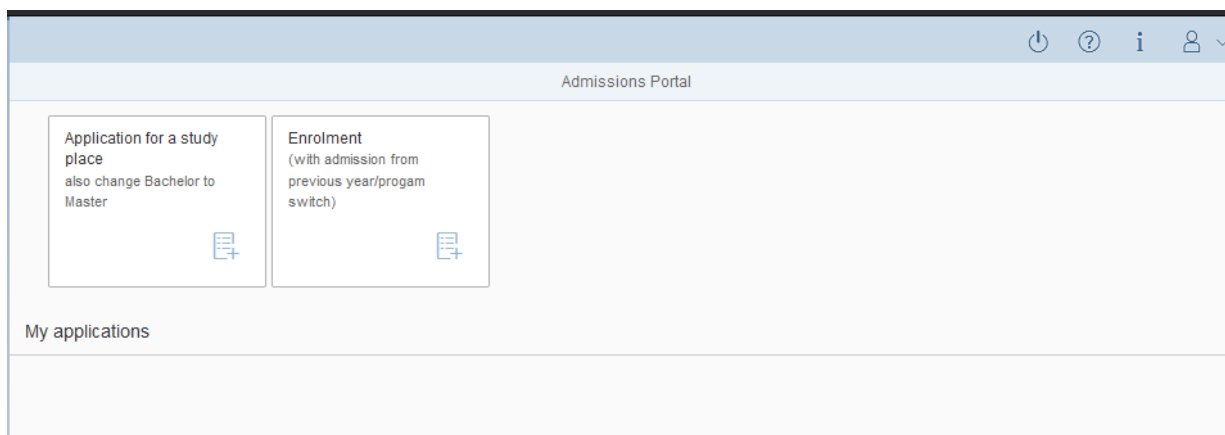 Admissions Portal
Application for a study
place
also change Bachelor to
Master
Enrolment
(with admission from
previous year/progam
switch)
My applications